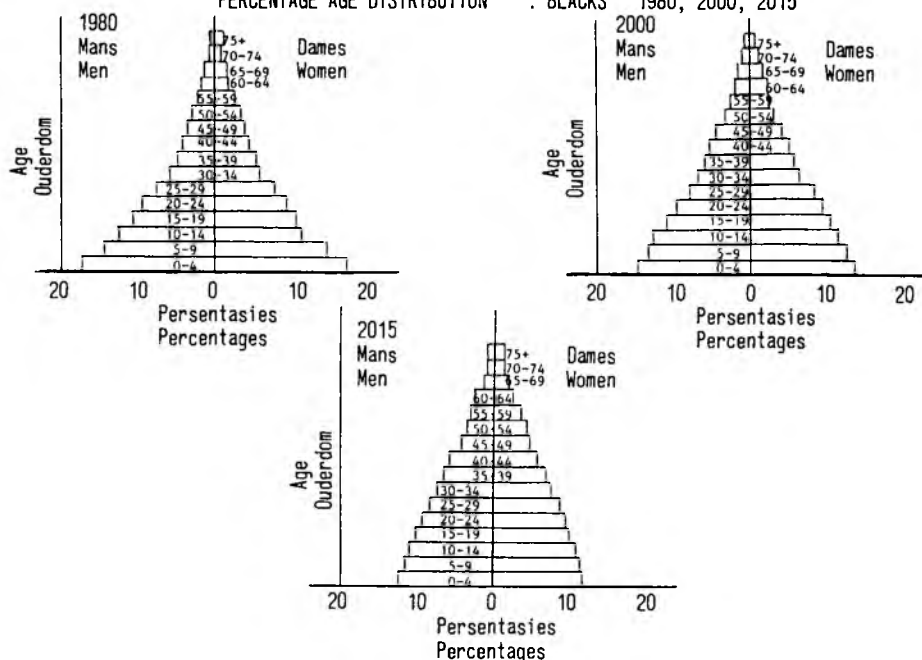 PERCENTAGE AGE DISTRIBUTION : BLACKS 1980, 2000, 2015
1980
Mans
Men
Dames
Women
75+
70-74
65-69
60-64
55-59
50-54
45-49
40-44
35-39
30-34
25-29
20-24
15-19
10-14
5-9
0-4
Age
Ouderdom
20 10 0 10 20
Persentasies
Percentages
2000
Mans
Men
Dames
Women
75+
70-74
65-69
60-64
55-59
50-54
45-49
40-44
35-39
30-34
25-29
20-24
15-19
10-14
5-9
0-4
Age
Ouderdom
20 10 0 10 20
Persentasies
Percentages
2015
Mans
Men
Dames
Women
75+
70-74
65-69
60-64
55-59
50-54
45-49
40-44
35-39
30-34
25-29
20-24
15-19
10-14
5-9
0-4
Age
Ouderdom
20 10 0 10 20
Persentasies
Percentages